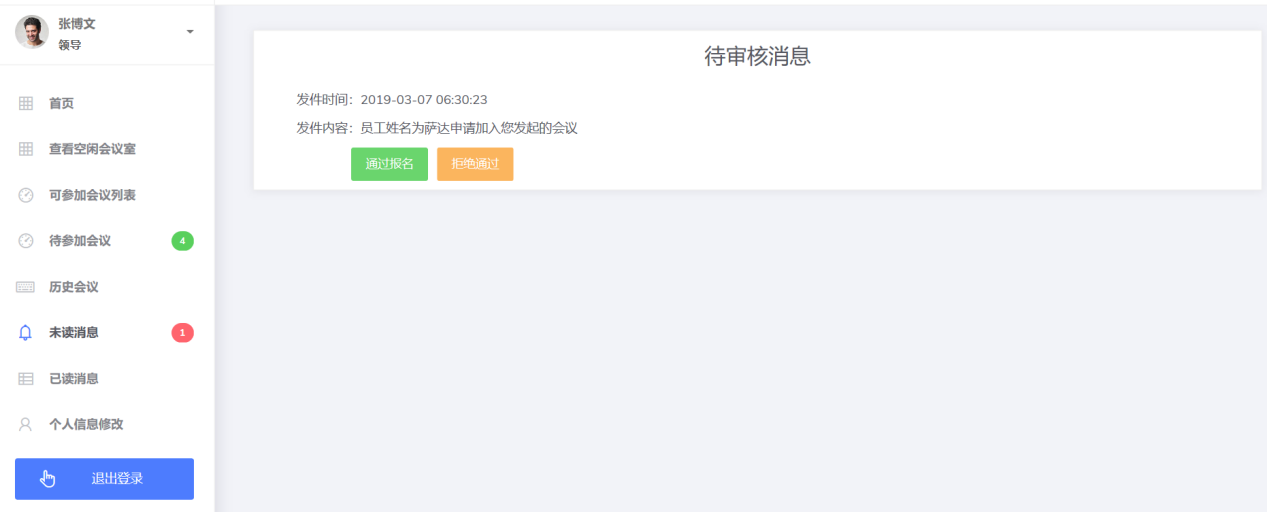 张博文
领导
首页
查看空闲会议室
可参加会议列表
待参加会议 4
历史会议
未读消息 1
已读消息
个人信息修改
退出登录
待审核消息
发件时间：2019-03-07 06:30:23
发件内容：员工姓名为萨达申请加入您发起的会议
通过报名 拒绝通过